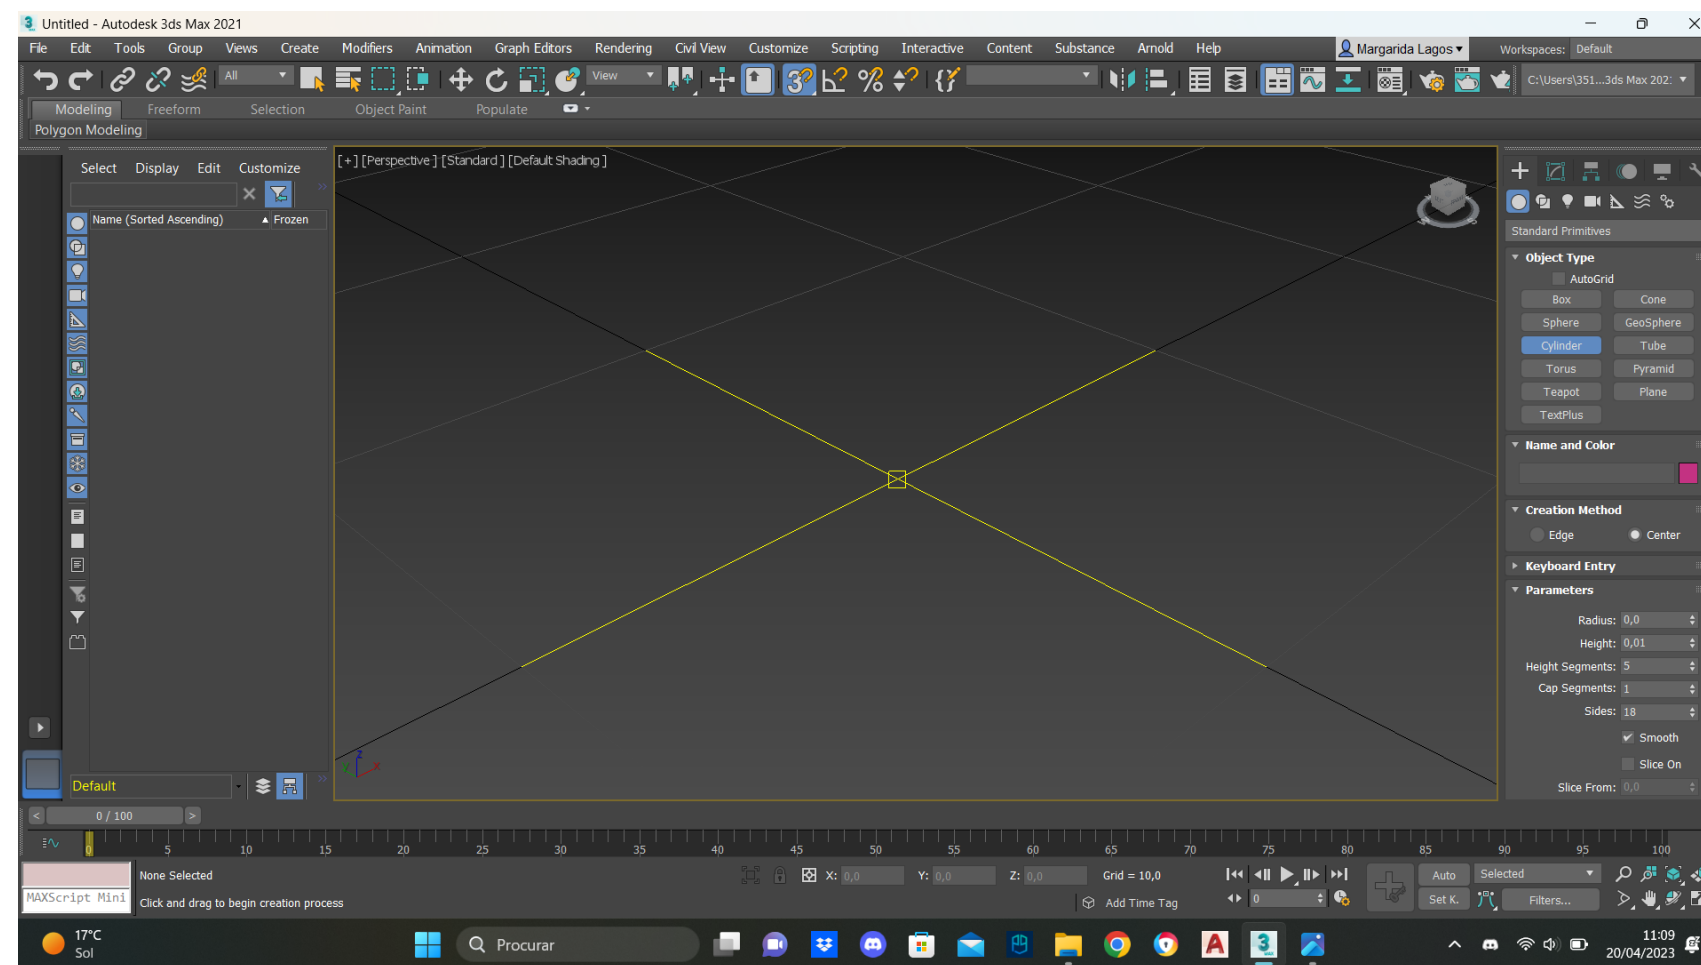 Untitled - Autodesk 3ds Max 2021
File Edit Tools Group Views Create Modifiers Animation Graph Editors Rendering Civil View Customize Scripting Interactive Content Substance Arnold Help Margarida Lagos Workspaces: Default
All View C:\Users\351...3ds Max 202:
Modeling Freeform Selection Object Paint Populate
Polygon Modeling
Select Display Edit Customize
Name (Sorted Ascending) Frozen
[+] [Perspective] [Standard] [Default Shading]
Standard Primitives
Object Type
AutoGrid
Box Cone
Sphere GeoSphere
Cylinder Tube
Torus Pyramid
Teapot Plane
TextPlus
Name and Color
Creation Method
Edge Center
Keyboard Entry
Parameters
Radius: 0,0
Height: 0,01
Height Segments: 5
Cap Segments: 1
Sides: 18
Smooth
Slice On
Slice From: 0,0
z
x
Default
< 0 / 100 >
0 5 10 15 20 25 30 35 40 45 50 55 60 65 70 75 80 85 90 95 100
None Selected X: 0,0 Y: 0,0 Z: 0,0 Grid = 10,0 Auto Selected
MAXScript Mini Click and drag to begin creation process Add Time Tag 0 Set K. Filters...
17°C
Sol
Procurar
11:09
20/04/2023